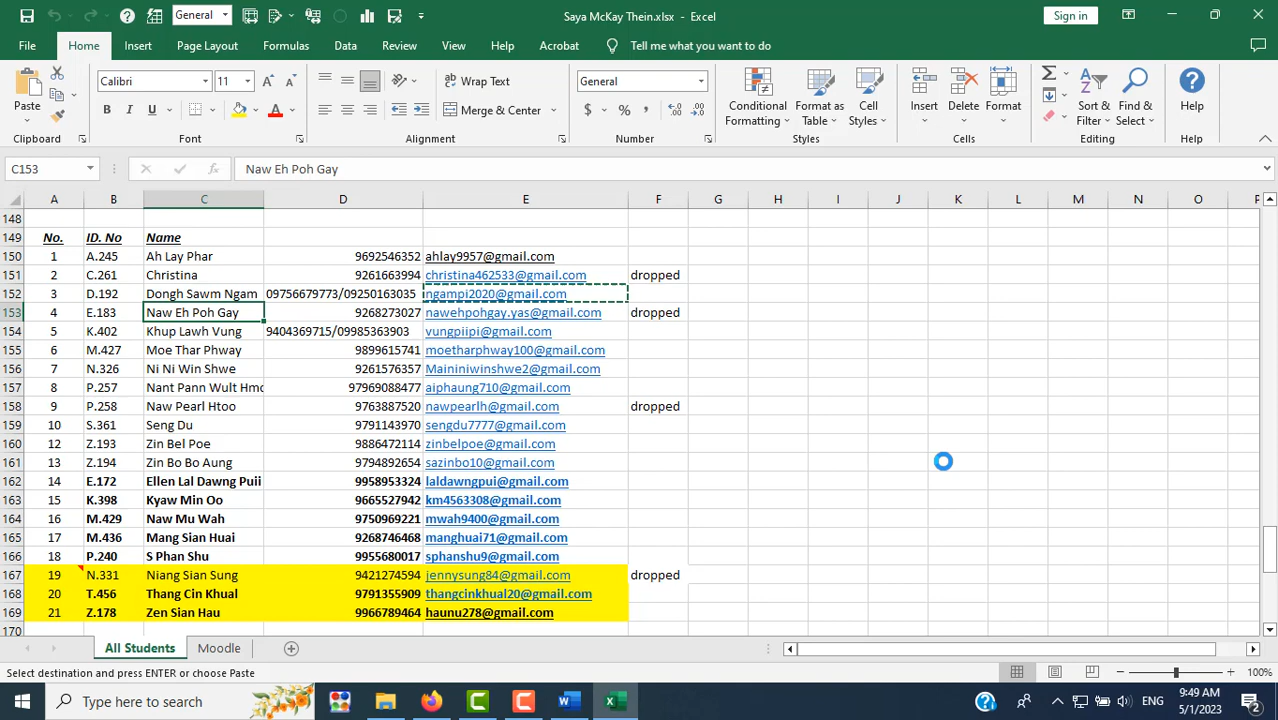 General
Saya McKay Thein.xlsx - Excel
Sign in
File Home Insert Page Layout Formulas Data Review View Help Acrobat Tell me what you want to do
Paste
Calibri 11
B I U
Wrap Text
Merge & Center
General
$ % ,
Conditional Formatting
Format as Table
Cell Styles
Insert Delete Format
Sort & Filter
Find & Select
Help
Clipboard Font Alignment Number Styles Cells Editing Help
C153 fx Naw Eh Poh Gay
A B C D E F G H I J K L M N O P
148
149 No. ID. No Name
150 1 A.245 Ah Lay Phar 9692546352 ahlay9957@gmail.com
151 2 C.261 Christina 9261663994 christina462533@gmail.com dropped
152 3 D.192 Dongh Sawm Ngam 09756679773/09250163035 ngampi2020@gmail.com
153 4 E.183 Naw Eh Poh Gay 9268273027 nawehpohgay.yas@gmail.com dropped
154 5 K.402 Khup Lawh Vung 9404369715/09985363903 vungpiipi@gmail.com
155 6 M.427 Moe Thar Phway 9899615741 moetharphway100@gmail.com
156 7 N.326 Ni Ni Win Shwe 9261576357 Maininiwinshwe2@gmail.com
157 8 P.257 Nant Pann Wult Hmo 97969088477 aiphaung710@gmail.com
158 9 P.258 Naw Pearl Htoo 9763887520 nawpearlh@gmail.com dropped
159 10 S.361 Seng Du 9791143970 sengdu7777@gmail.com
160 12 Z.193 Zin Bel Poe 9886472114 zinbelpoe@gmail.com
161 13 Z.194 Zin Bo Bo Aung 9794892654 sazinbo10@gmail.com
162 14 E.172 Ellen Lal Dawng Puii 9958953324 laldawngpui@gmail.com
163 15 K.398 Kyaw Min Oo 9665527942 km4563308@gmail.com
164 16 M.429 Naw Mu Wah 9750969221 mwah9400@gmail.com
165 17 M.436 Mang Sian Huai 9268746468 manghuai71@gmail.com
166 18 P.240 S Phan Shu 9955680017 sphanshu9@gmail.com
167 19 N.331 Niang Sian Sung 9421274594 jennysung84@gmail.com dropped
168 20 T.456 Thang Cin Khual 9791355909 thangcinkhual20@gmail.com
169 21 Z.178 Zen Sian Hau 9966789464 haunu278@gmail.com
170
All Students Moodle
Select destination and press ENTER or choose Paste
100%
Type here to search
ENG
9:49 AM
5/1/2023
2